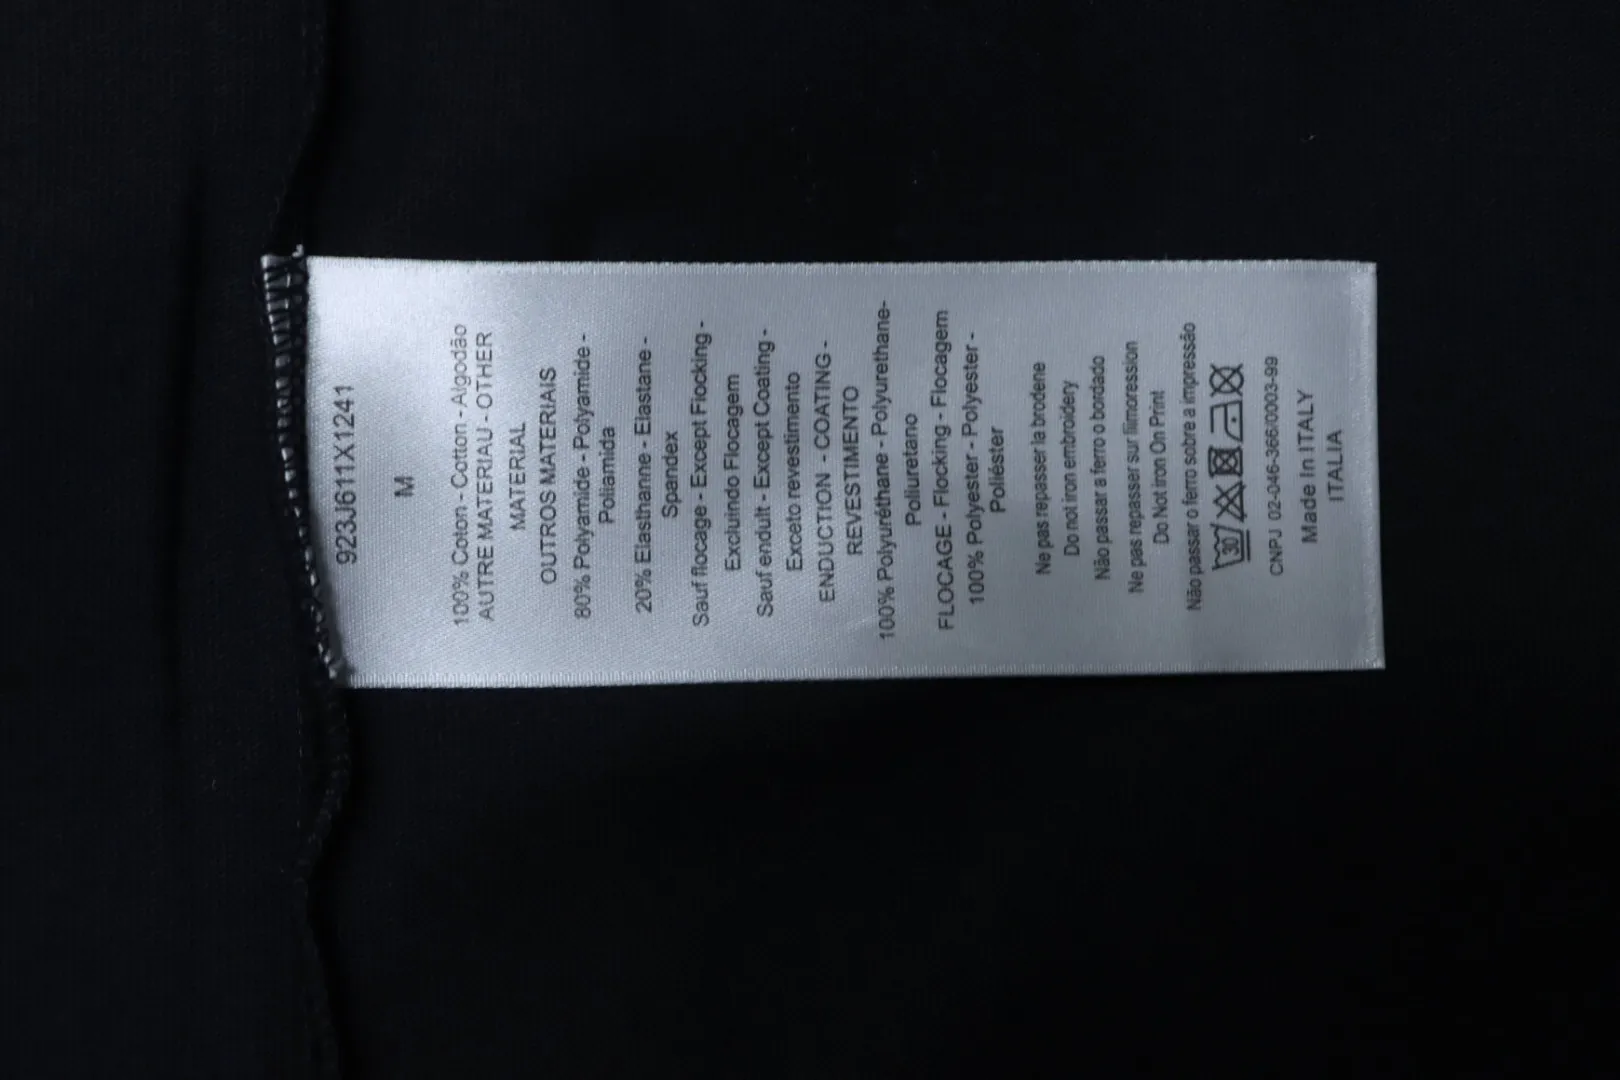 923J611X1241
M
100% Coton - Cotton - Algodão
AUTRE MATERIAU - OTHER
MATERIAL
OUTROS MATERIAIS
80% Polyamide - Polyamide -
Poliamida
20% Elasthanne - Elastane -
Spandex
Sauf flocage - Except Flocking -
Excluindo Flocagem
Sauf enduit - Except Coating -
Exceto revestimento
ENDUCTION - COATING -
REVESTIMENTO
100% Polyuréthane - Polyurethane-
Poliuretano
FLOCAGE - Flocking - Flocagem
100% Polyester - Polyester -
Poliéster
Ne pas repasser la broderie
Do not iron embroidery
Não passar a ferro o bordado
Ne pas repasser sur l'impression
Do Not Iron On Print
Não passar o ferro sobre a impressão
30
CNPJ 02-046-366/0003-99
Made In ITALY
ITALIA